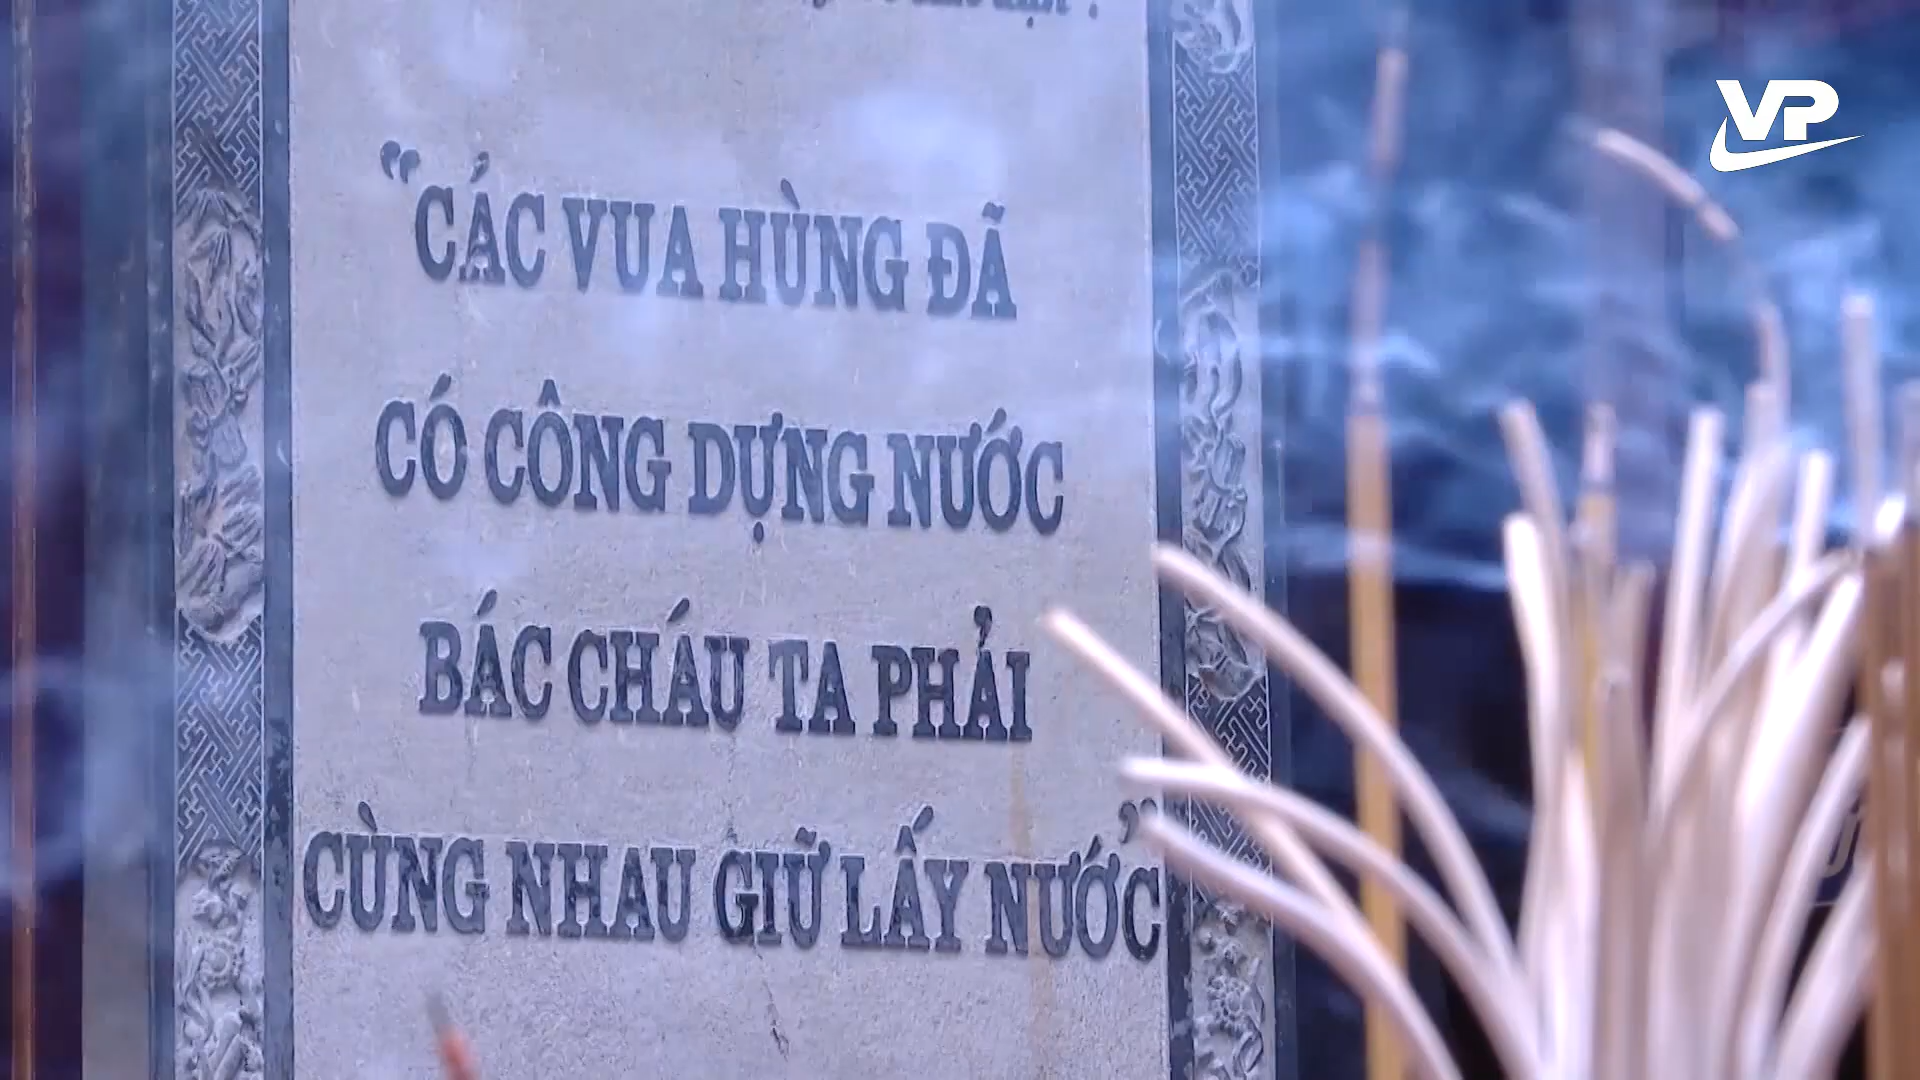 VP
“CÁC VUA HÙNG ĐÃ
CÓ CÔNG DỰNG NƯỚC
BÁC CHÁU TA PHẢI
CÙNG NHAU GIỮ LẤY NƯỚC”